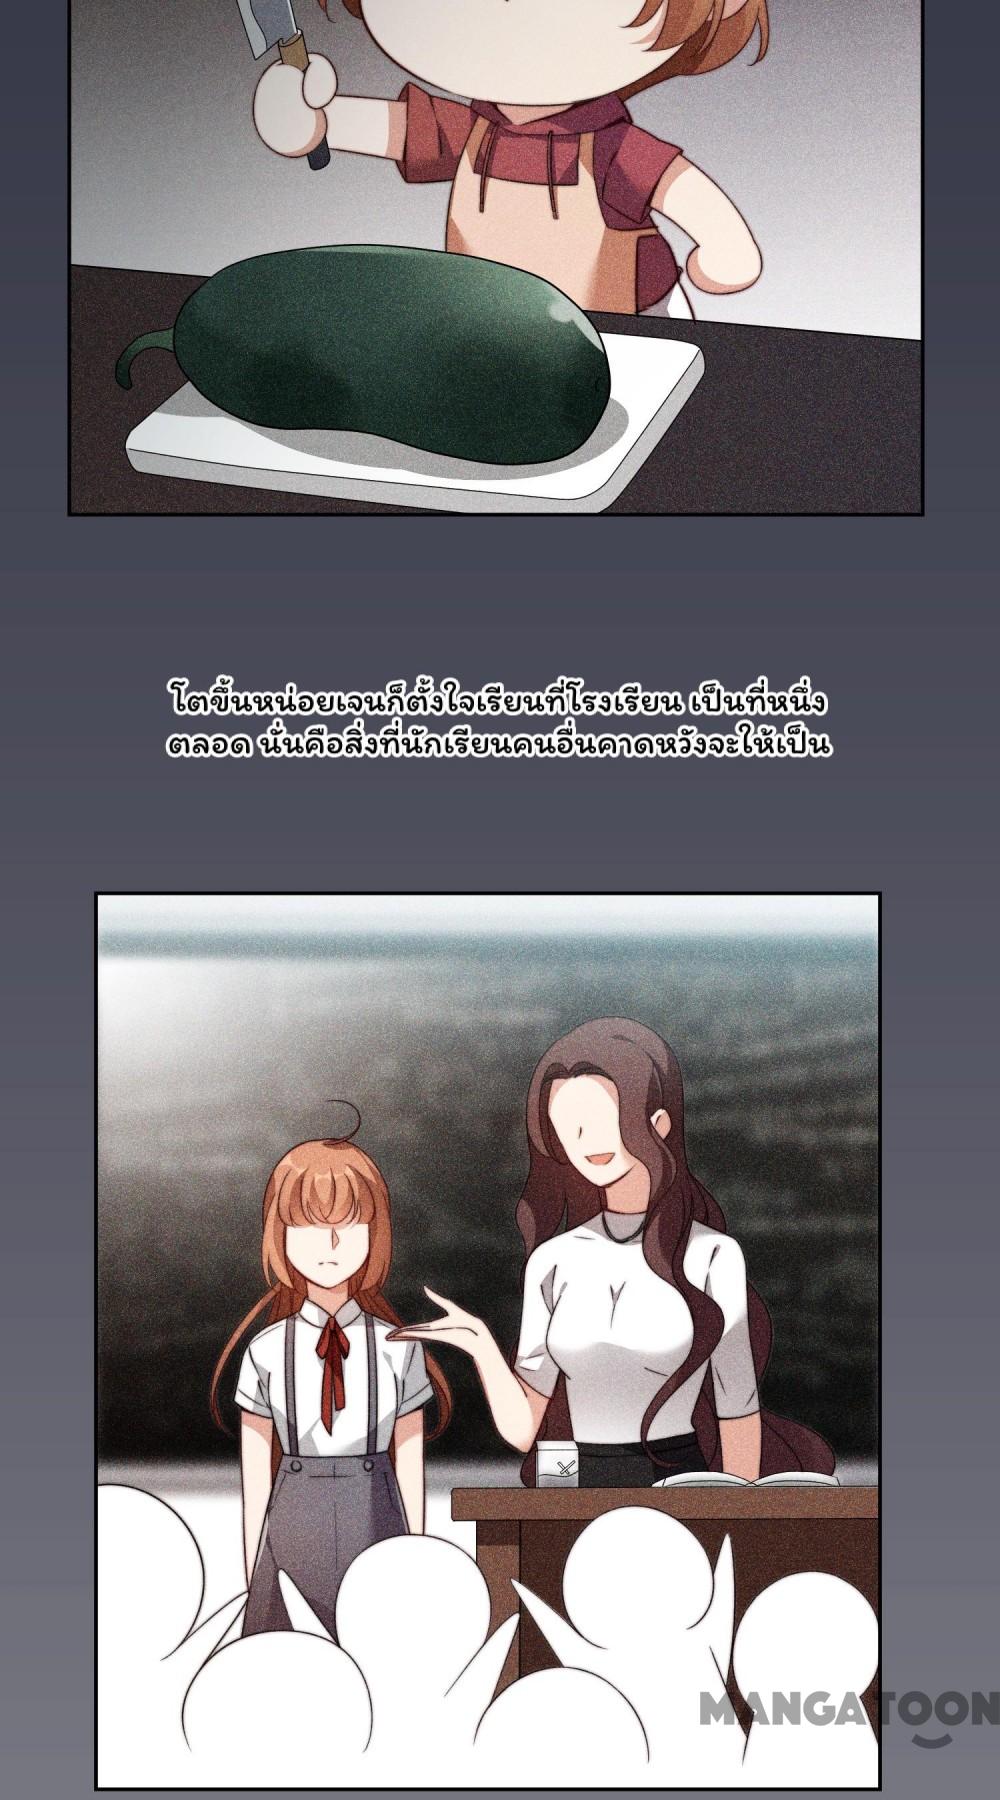 โตขึ้นหน่อยเจนก็ตั้งใจเรียนที่โรงเรียน เป็นที่หนึ่ง
ตลอด นั่นคือสิ่งที่นักเรียนคนอื่นคาดหวังจะให้เป็น
MANGATOON